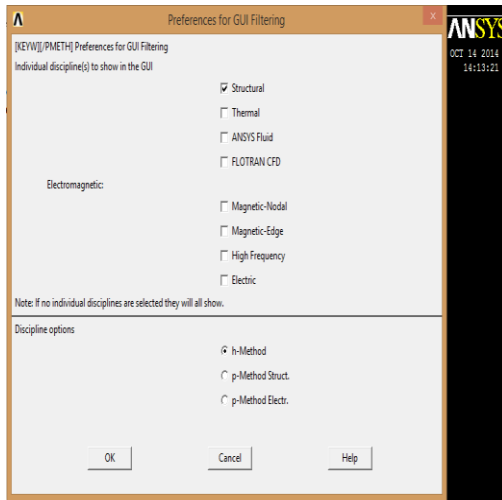 Preferences for GUI Filtering
x
[KEYW][/PMETH] Preferences for GUI Filtering
Individual discipline(s) to show in the GUI
Structural
Thermal
ANSYS Fluid
FLOTRAN CFD
Electromagnetic:
Magnetic-Nodal
Magnetic-Edge
High Frequency
Electric
Note: If no individual disciplines are selected they will all show.
Discipline options
h-Method
p-Method Struct.
p-Method Electr.
OK Cancel Help
ANSYS
OCT 14 2014
14:13:21